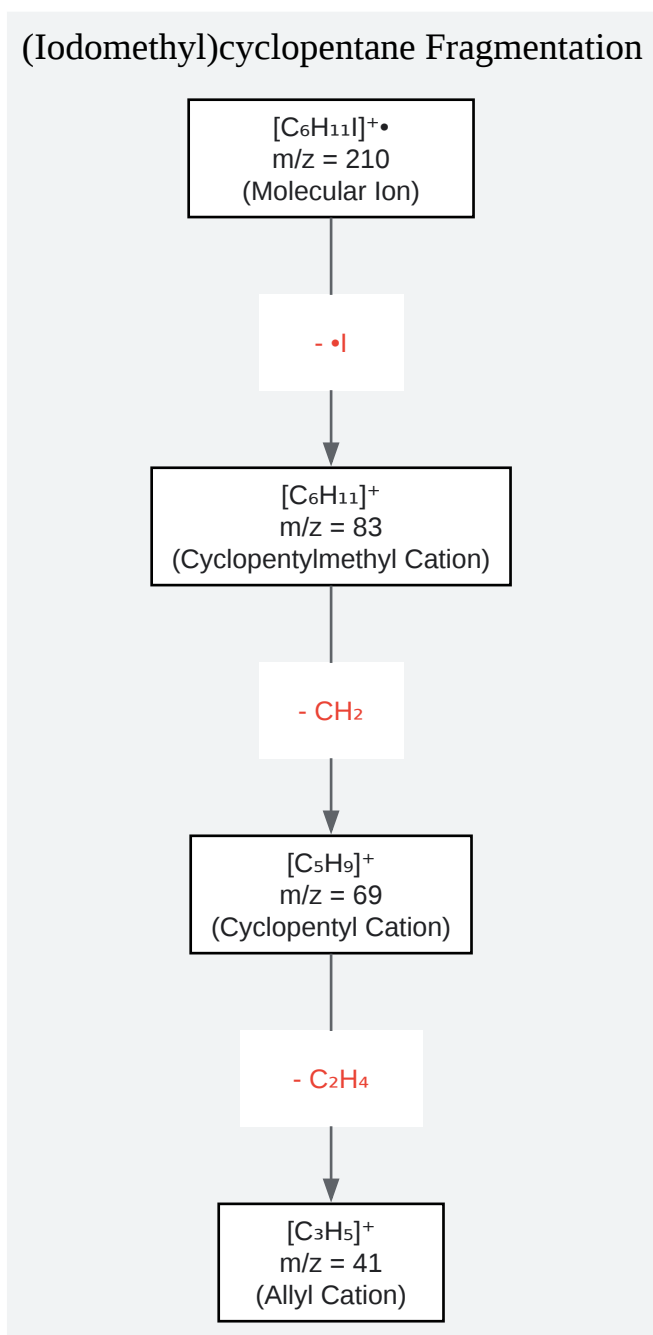 (Iodomethyl)cyclopentane Fragmentation
[C₆H₁₁I]⁺•
m/z = 210
(Molecular Ion)
- •I
[C₆H₁₁]⁺
m/z = 83
(Cyclopentylmethyl Cation)
- CH₂
[C₅H₉]⁺
m/z = 69
(Cyclopentyl Cation)
- C₂H₄
[C₃H₅]⁺
m/z = 41
(Allyl Cation)